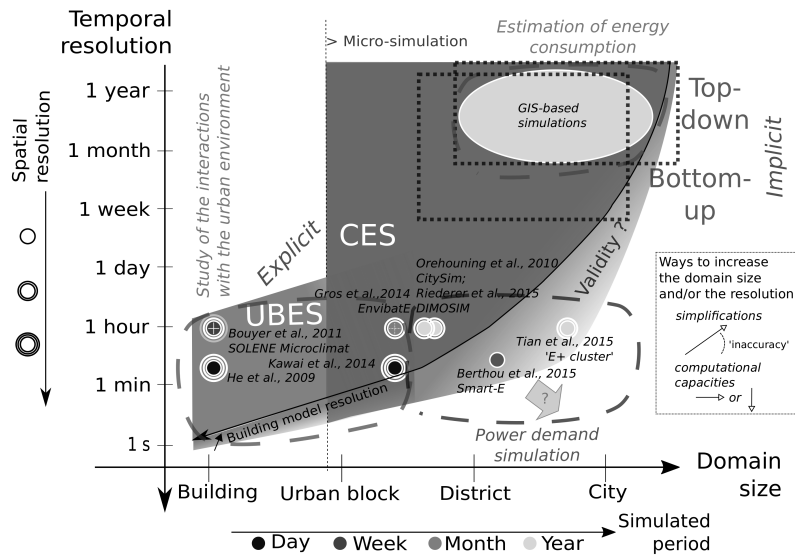 Temporal
resolution
> Micro-simulation
Estimation of energy
consumption
1 year
1 month
1 week
1 day
1 hour
1 min
1 s
Spatial
resolution
Study of the interactions
with the urban environment
Explicit
GIS-based
simulations
Top-
down
Bottom-
up
Implicit
CES
UBES
Validity ?
Orehouning et al., 2010
CitySim;
Gros et al.,2014
Riederer et al., 2015
EnvibatE
DIMOSIM
Bouyer et al., 2011
SOLENE Microclimat
Kawai et al., 2014
He et al., 2009
Tian et al., 2015
'E+ cluster'
Berthou et al., 2015
Smart-E
Building model resolution
?
Power demand
simulation
Ways to increase
the domain size
and/or the resolution
simplifications
'inaccuracy'
computational
capacities
or
Building
Urban block
District
City
Domain
size
Simulated
period
Day
Week
Month
Year